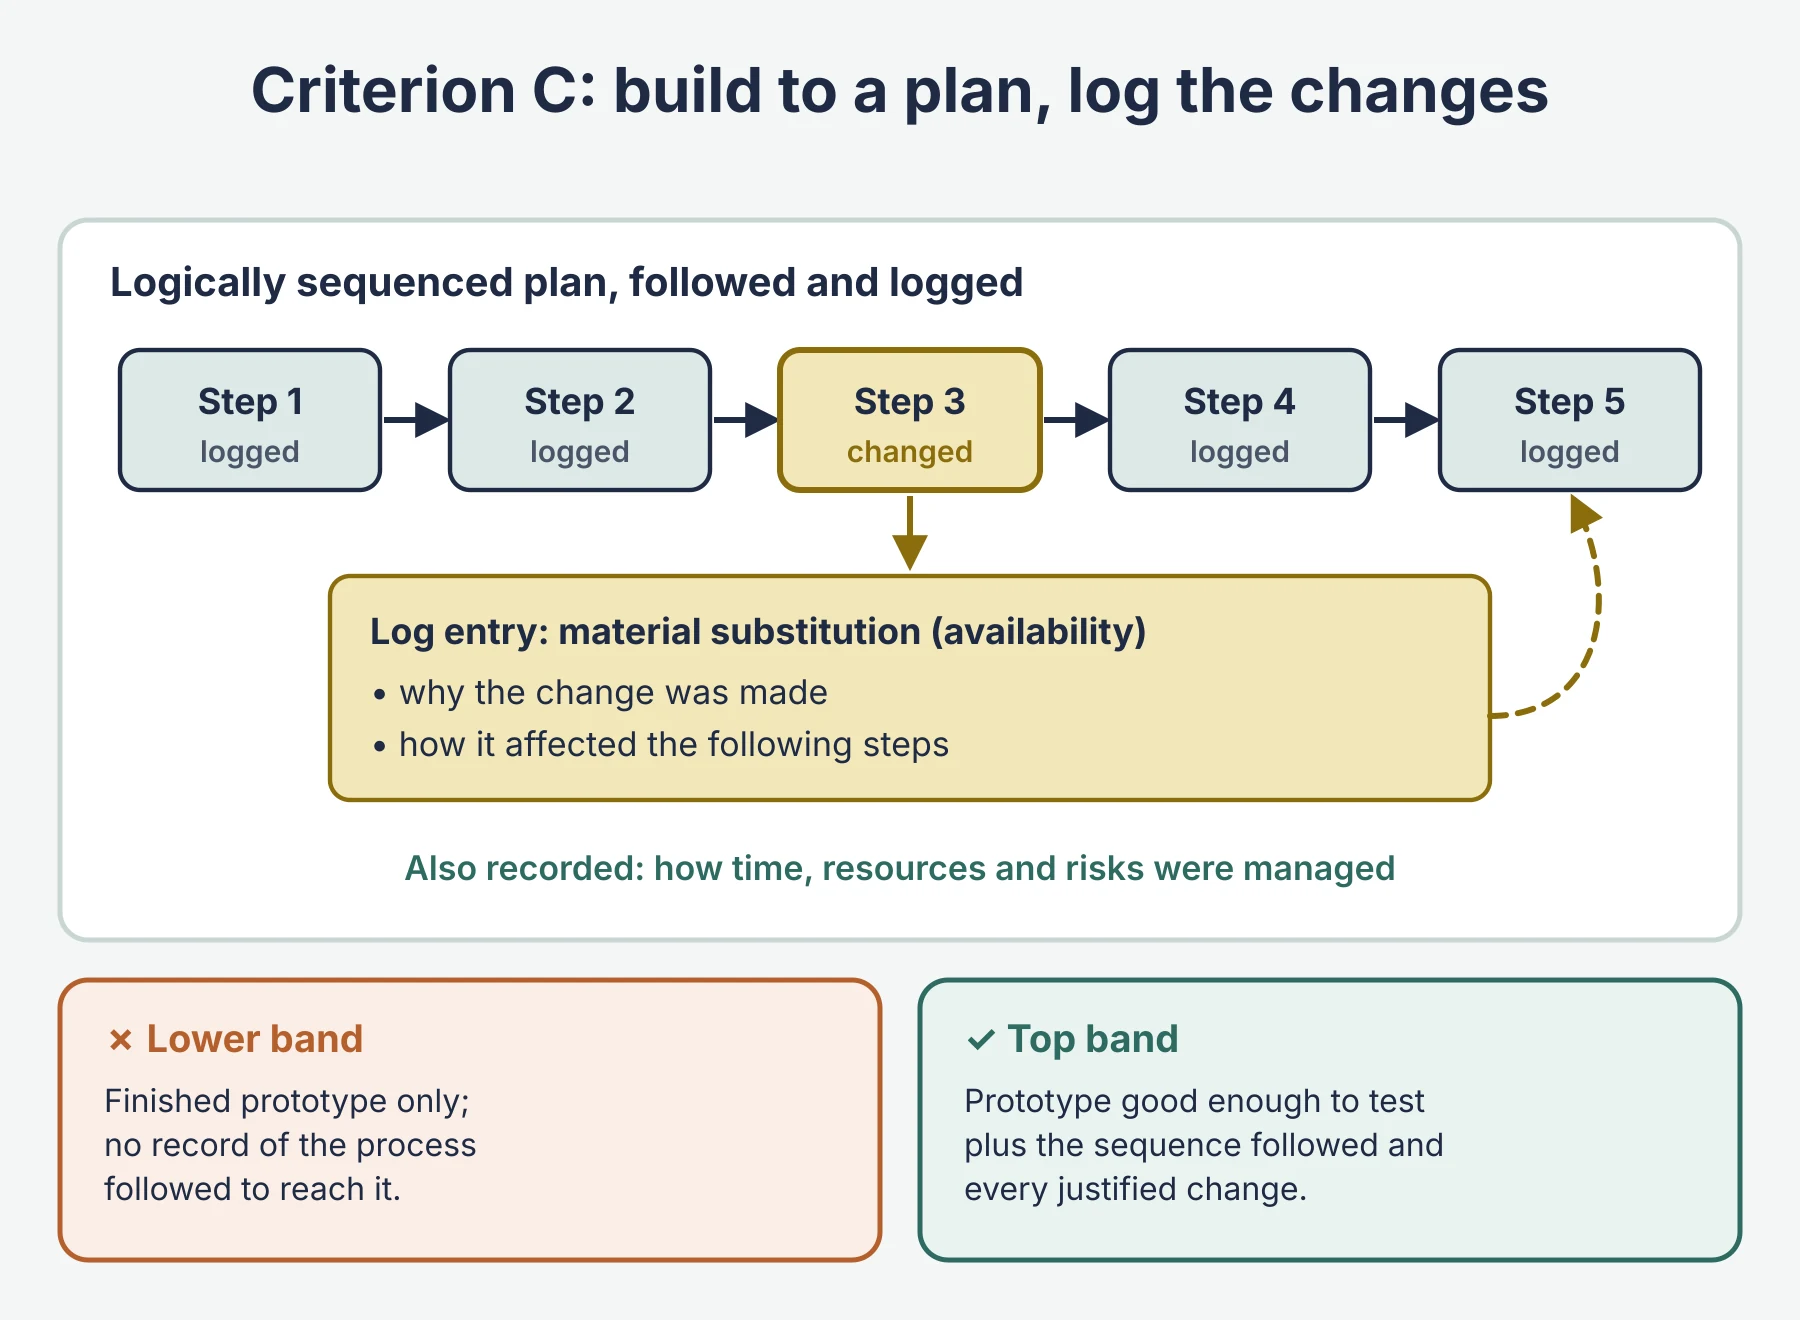 Criterion C: build to a plan, log the changes
Logically sequenced plan, followed and logged
Step 1
logged
Step 2
logged
Step 3
changed
Step 4
logged
Step 5
logged
Log entry: material substitution (availability)
• why the change was made
• how it affected the following steps
Also recorded: how time, resources and risks were managed
× Lower band
Finished prototype only;
no record of the process
followed to reach it.
✓ Top band
Prototype good enough to test
plus the sequence followed and
every justified change.